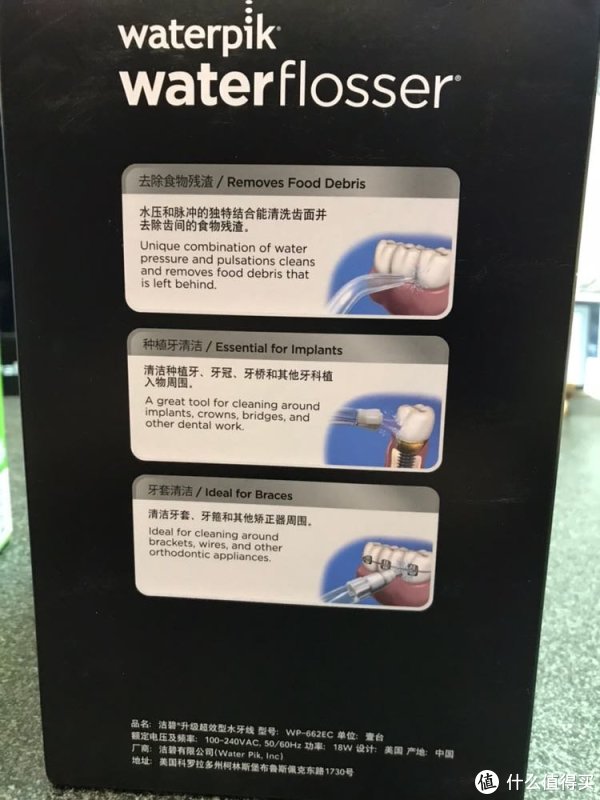 waterpik®
waterflosser®
去除食物残渣 / Removes Food Debris
水压和脉冲的独特结合能清洗齿面并
去除齿间的食物残渣。
Unique combination of water
pressure and pulsations cleans
and removes food debris that
is left behind.
种植牙清洁 / Essential for Implants
清洁种植牙、牙冠、牙桥和其他牙科植
入物周围。
A great tool for cleaning around
implants, crowns, bridges, and
other dental work.
牙套清洁 / Ideal for Braces
清洁牙套、牙箍和其他矫正器周围。
Ideal for cleaning around
brackets, wires, and other
orthodontic appliances.
品名: 洁碧®升级超效型水牙线 型号: WP-662EC 单位: 壹台
额定电压及频率: 100-240VAC, 50/60Hz 功率: 18W 设计: 美国 产地: 中国
厂商: 洁碧有限公司(Water Pik, Inc)
地址: 美国科罗拉多州柯林斯堡布鲁斯佩克东路1730号
值 什么值得买